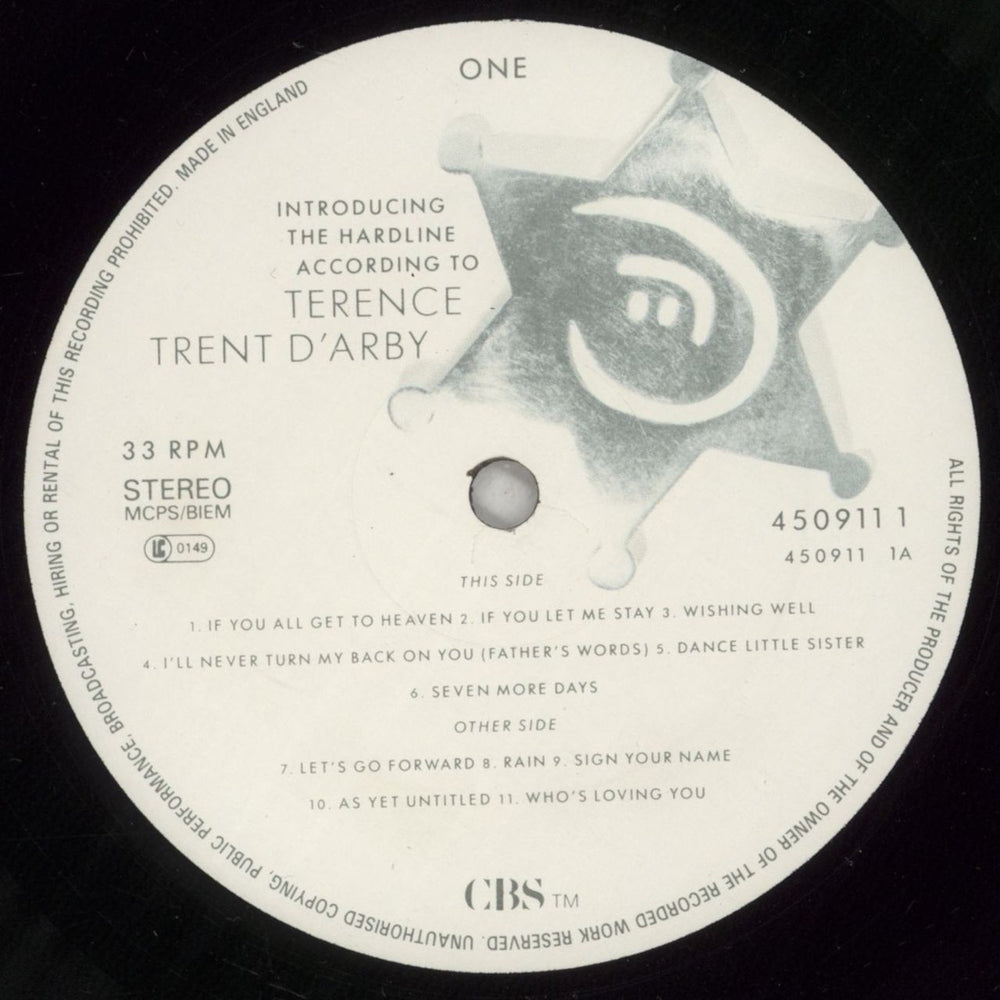 ONE
INTRODUCING
THE HARDLINE
ACCORDING TO
TERENCE
TRENT D'ARBY
33 RPM
STEREO
MCPS/BIEM
LC 0149
450911 1
450911 1A
THIS SIDE
1. IF YOU ALL GET TO HEAVEN 2. IF YOU LET ME STAY 3. WISHING WELL
4. I'LL NEVER TURN MY BACK ON YOU (FATHER'S WORDS) 5. DANCE LITTLE SISTER
6. SEVEN MORE DAYS
OTHER SIDE
7. LET'S GO FORWARD 8. RAIN 9. SIGN YOUR NAME
10. AS YET UNTITLED 11. WHO'S LOVING YOU
CBS TM
ALL RIGHTS OF THE PRODUCER AND OF THE OWNER OF THE RECORDED WORK RESERVED. UNAUTHORISED COPYING, PUBLIC PERFORMANCE, BROADCASTING, HIRING OR RENTAL OF THIS RECORDING PROHIBITED. MADE IN ENGLAND